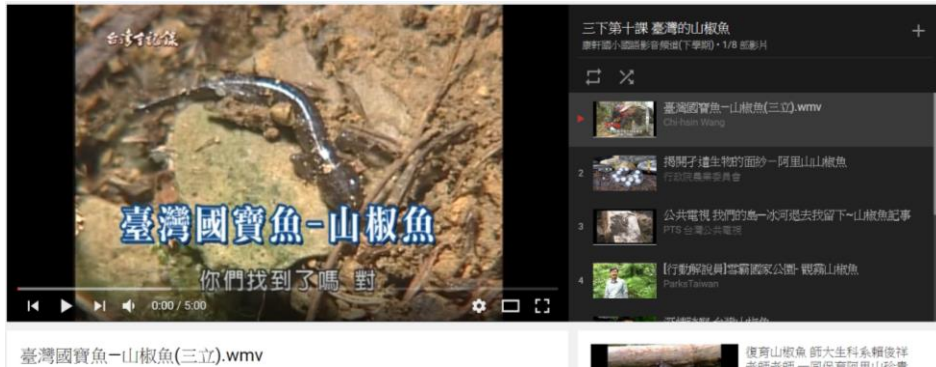 臺灣國寶魚-山椒魚
你們找到了嗎 對
0:00 / 5:00
三下第十課 臺灣的山椒魚
康軒國小國語影音頻道(下學期) • 1/8 部影片
臺灣國寶魚—山椒魚(三立).wmv
Chi-hsin Wang
2
揭開孑遺生物的面紗－阿里山山椒魚
行政院農業委員會
3
公共電視 我們的島—冰河退去我留下~山椒魚記事
PTS 台灣公共電視
4
[行動解說員]雪霸國家公園- 觀霧山椒魚
ParksTaiwan
臺灣國寶魚—山椒魚(三立).wmv
復育山椒魚 師大生科系賴俊祥